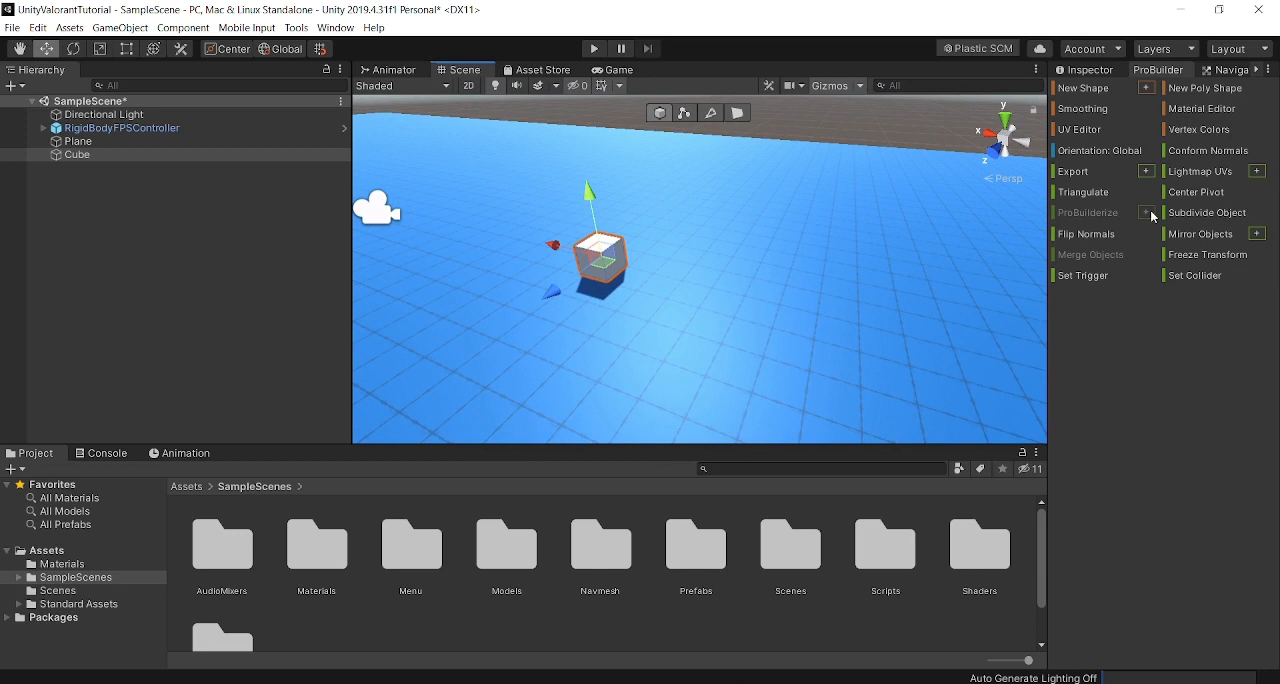 UnityValorantTutorial - SampleScene - PC, Mac & Linux Standalone - Unity 2019.4.31f1 Personal* <DX11>
File Edit Assets GameObject Component Mobile Input Tools Window Help
Center Global Plastic SCM Account Layers Layout
Hierarchy
All
SampleScene*
Directional Light
RigidBodyFPSController
Plane
Cube
Animator Scene Asset Store Game
Shaded 2D 0 Gizmos All
y
x
z
Persp
Inspector ProBuilder Naviga
New Shape + New Poly Shape
Smoothing Material Editor
UV Editor Vertex Colors
Orientation: Global Conform Normals
Export + Lightmap UVs +
Triangulate Center Pivot
ProBuilderize + Subdivide Object
Flip Normals Mirror Objects +
Merge Objects Freeze Transform
Set Trigger Set Collider
Project Console Animation
11
Favorites
All Materials
All Models
All Prefabs
Assets
Materials
SampleScenes
Scenes
Standard Assets
Packages
Assets > SampleScenes >
AudioMixers Materials Menu Models Navmesh Prefabs Scenes Scripts Shaders
Auto Generate Lighting Off